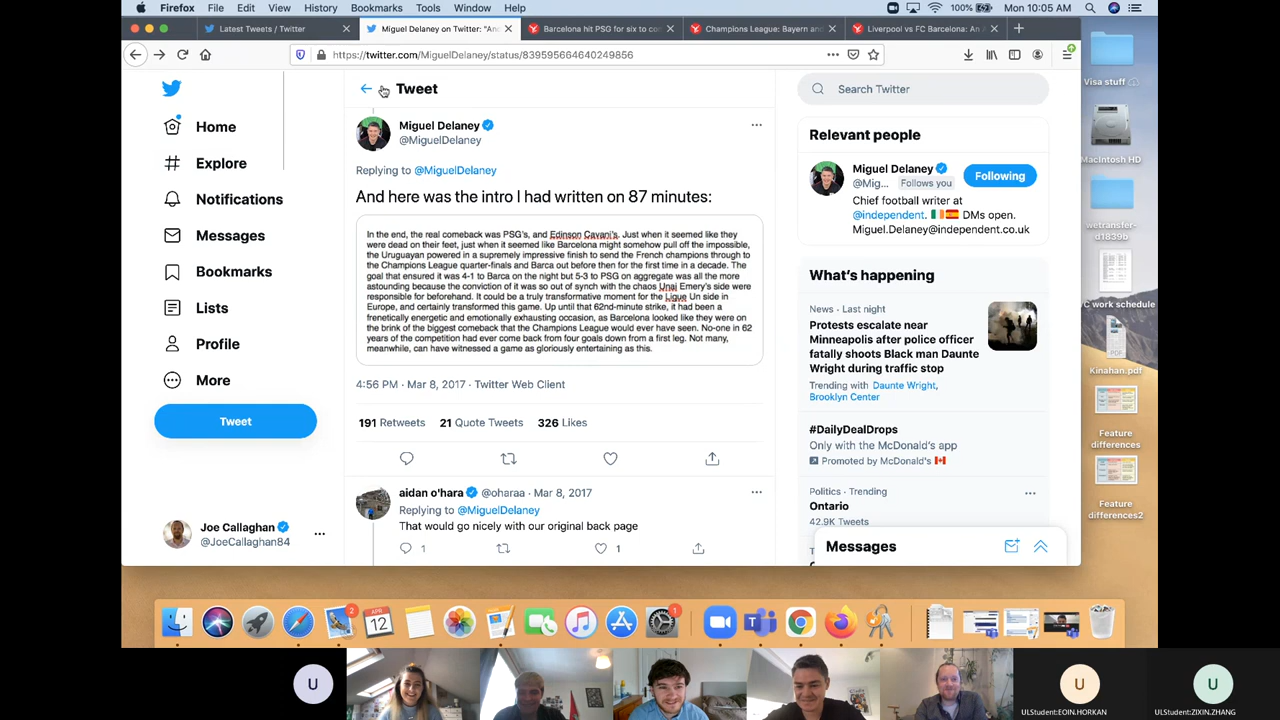 Firefox File Edit View History Bookmarks Tools Window Help 100% Mon 10:05 AM
Latest Tweets / Twitter
Miguel Delaney on Twitter: "And
Barcelona hit PSG for six to co
Champions League: Bayern and
Liverpool vs FC Barcelona: An
https://twitter.com/MiguelDelaney/status/839595664640249856
Home
Explore
Notifications
Messages
Bookmarks
Lists
Profile
More
Tweet
Joe Callaghan
@JoeCallaghan84
Tweet
Miguel Delaney
@MiguelDelaney
Replying to @MiguelDelaney
And here was the intro I had written on 87 minutes:
In the end, the real comeback was PSG's, and Edinson Cavani's. Just when it seemed like they
were dead on their feet, just when it seemed like Barcelona might somehow pull off the impossible,
the Uruguayan powered in a supremely impressive finish to send the French champions through to
the Champions League quarter-finals and Barca out before then for the first time in a decade. The
goal that ensured it was 4-1 to Barca on the night but 5-3 to PSG on aggregate was all the more
astounding because the conviction of it was so out of synch with the chaos Unai Emery's side were
responsible for beforehand. It could be a truly transformative moment for the Ligue Un side in
Europe, and certainly transformed this game. Up until that 62nd-minute strike, it had been a
frenetically energetic and emotionally exhausting occasion, as Barcelona looked like they were on
the brink of the biggest comeback that the Champions League would ever have seen. No-one in 62
years of the competition had ever come back from four goals down from a first leg. Not many,
meanwhile, can have witnessed a game as gloriously entertaining as this.
4:56 PM · Mar 8, 2017 · Twitter Web Client
191 Retweets 21 Quote Tweets 326 Likes
aidan o'hara @oharaa · Mar 8, 2017
Replying to @MiguelDelaney
That would go nicely with our original back page
1 1
Search Twitter
Relevant people
Miguel Delaney
@Mig... Follows you
Following
Chief football writer at
@independent. DMs open.
Miguel.Delaney@independent.co.uk
What's happening
News · Last night
Protests escalate near
Minneapolis after police officer
fatally shoots Black man Daunte
Wright during traffic stop
Trending with Daunte Wright,
Brooklyn Center
#DailyDealDrops
Only with the McDonald's app
Promoted by McDonald's
Politics · Trending
Ontario
42.9K Tweets
Messages
Visa stuff
Macintosh HD
wetransfer-
d1839b
C work schedule
PDF
Kinahan.pdf
Feature
differences
Feature
differences2
2
APR
12
1
U
U
ULStudent:EOIN.HORKAN
U
ULStudent:ZIXIN.ZHANG